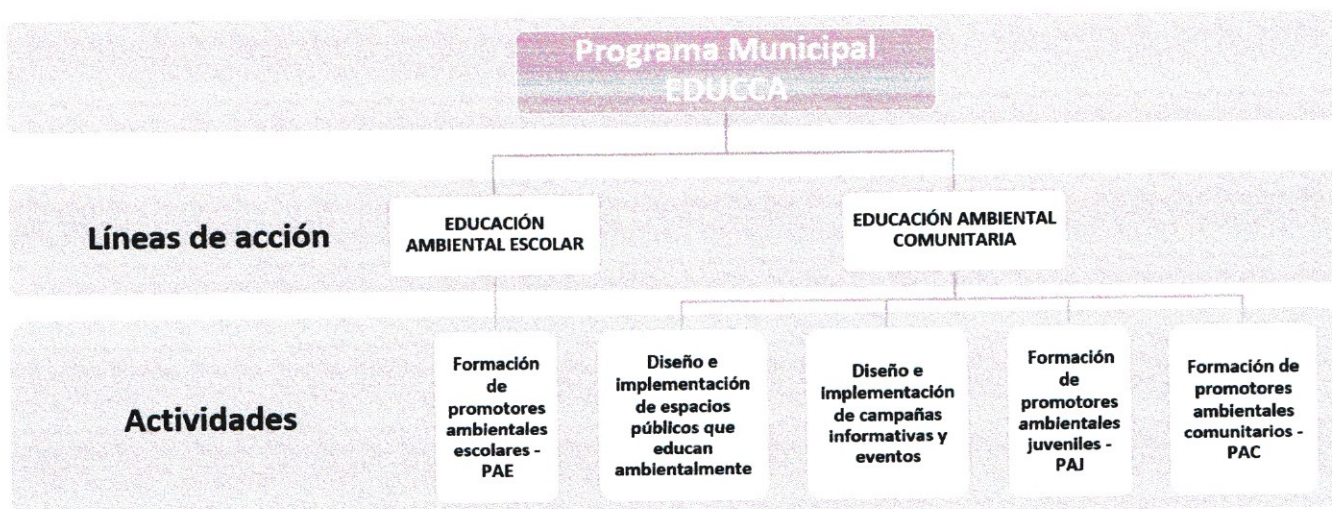 Programa Municipal
EDUCCA
Líneas de acción
EDUCACIÓN
AMBIENTAL ESCOLAR
EDUCACIÓN AMBIENTAL
COMUNITARIA
Actividades
Formación
de
promotores
ambientales
escolares -
PAE
Diseño e
implementación
de espacios
públicos que
educan
ambientalmente
Diseño e
implementación
de campañas
informativas y
eventos
Formación
de
promotores
ambientales
juveniles -
PAJ
Formación de
promotores
ambientales
comunitarios -
PAC